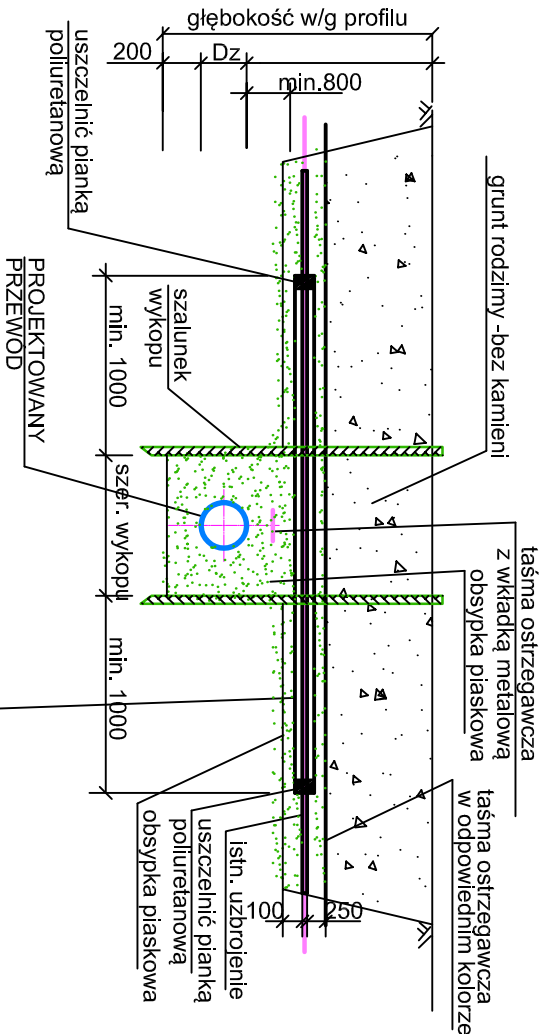 głębokość w/g profilu
200
Dz
min.800
uszczelnić pianką
poliuretanową
grunt rodzimy -bez kamieni
szalunek
wykopu
PROJEKTOWANY
PRZEWÓD
min. 1000
szer. wykopu
min. 1000
taśma ostrzegawcza
z wkładką metalową
obsypka piaskowa
taśma ostrzegawcza
w odpowiednim kolorze
100
250
istn. uzbrojenie
uszczelnić pianką
poliuretanową
obsypka piaskowa